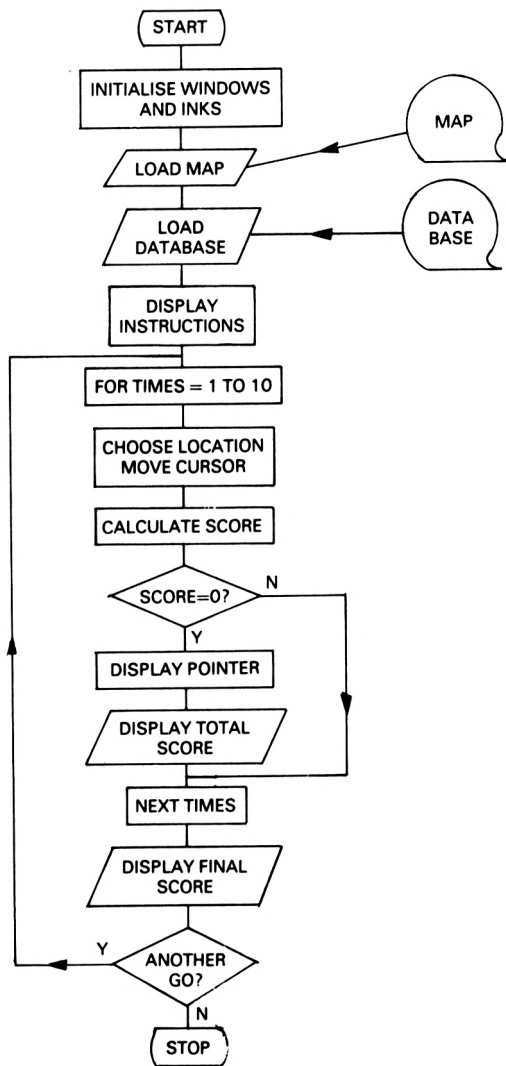 START
INITIALISE WINDOWS
AND INKS
MAP
LOAD MAP
LOAD
DATABASE
DATA
BASE
DISPLAY
INSTRUCTIONS
FOR TIMES = 1 TO 10
CHOOSE LOCATION
MOVE CURSOR
CALCULATE SCORE
SCORE=0?
N
Y
DISPLAY POINTER
DISPLAY TOTAL
SCORE
NEXT TIMES
DISPLAY FINAL
SCORE
Y
ANOTHER
GO?
N
STOP